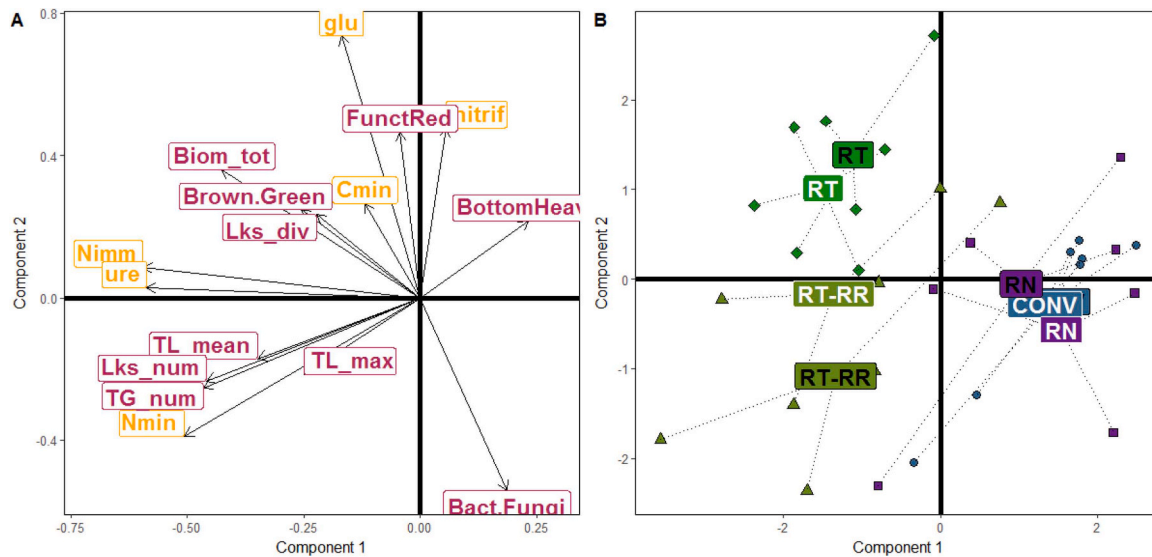 A
0.8
0.4
0.0
-0.4
Component 2
glu
FunctRed
nitrif
Biom_tot
Cmin
Brown.Green
BottomHeav
Lks_div
Nimm
ure
TL_mean
TL_max
Lks_num
TG_num
Nmin
Bact.Fungi
-0.75
-0.50
-0.25
0.00
0.25
Component 1
B
2
1
0
-1
-2
Component 2
RT
RT
RN
RT-RR
CONV
RN
RT-RR
-2
0
2
Component 1